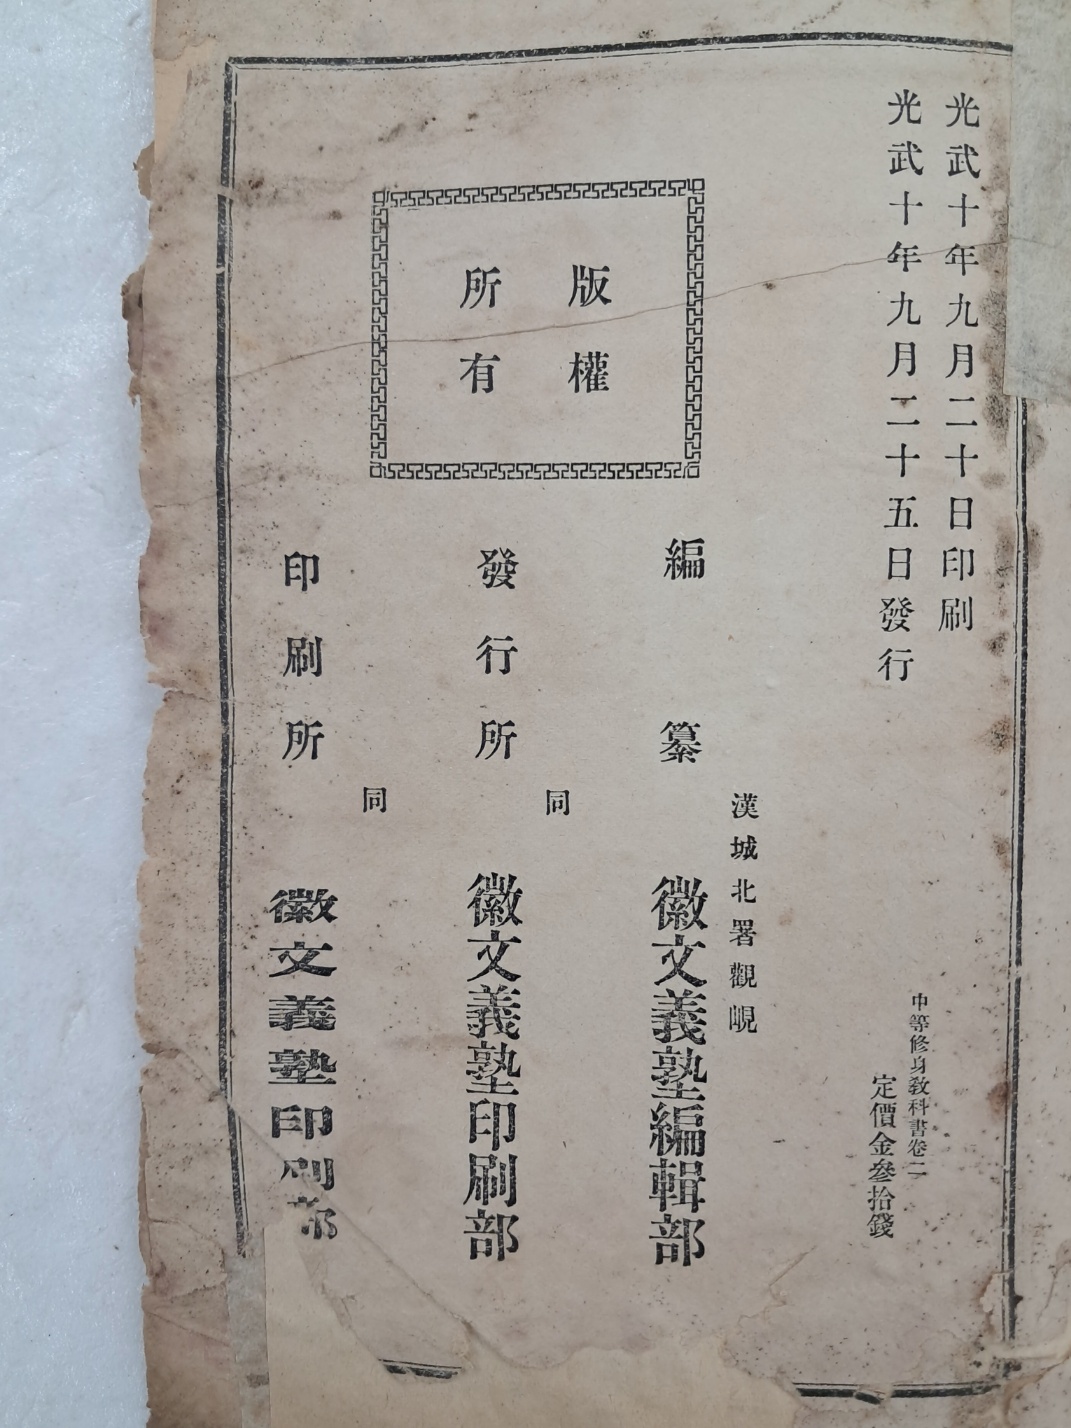 光武十年九月二十日印刷
光武十年九月二十五日發行
中等修身敎科書卷二
定價金參拾錢
版權
所有
漢城北署觀峴
編纂 徽文義塾編輯部
同
發行所 徽文義塾印刷部
同
印刷所 徽文義塾印刷部